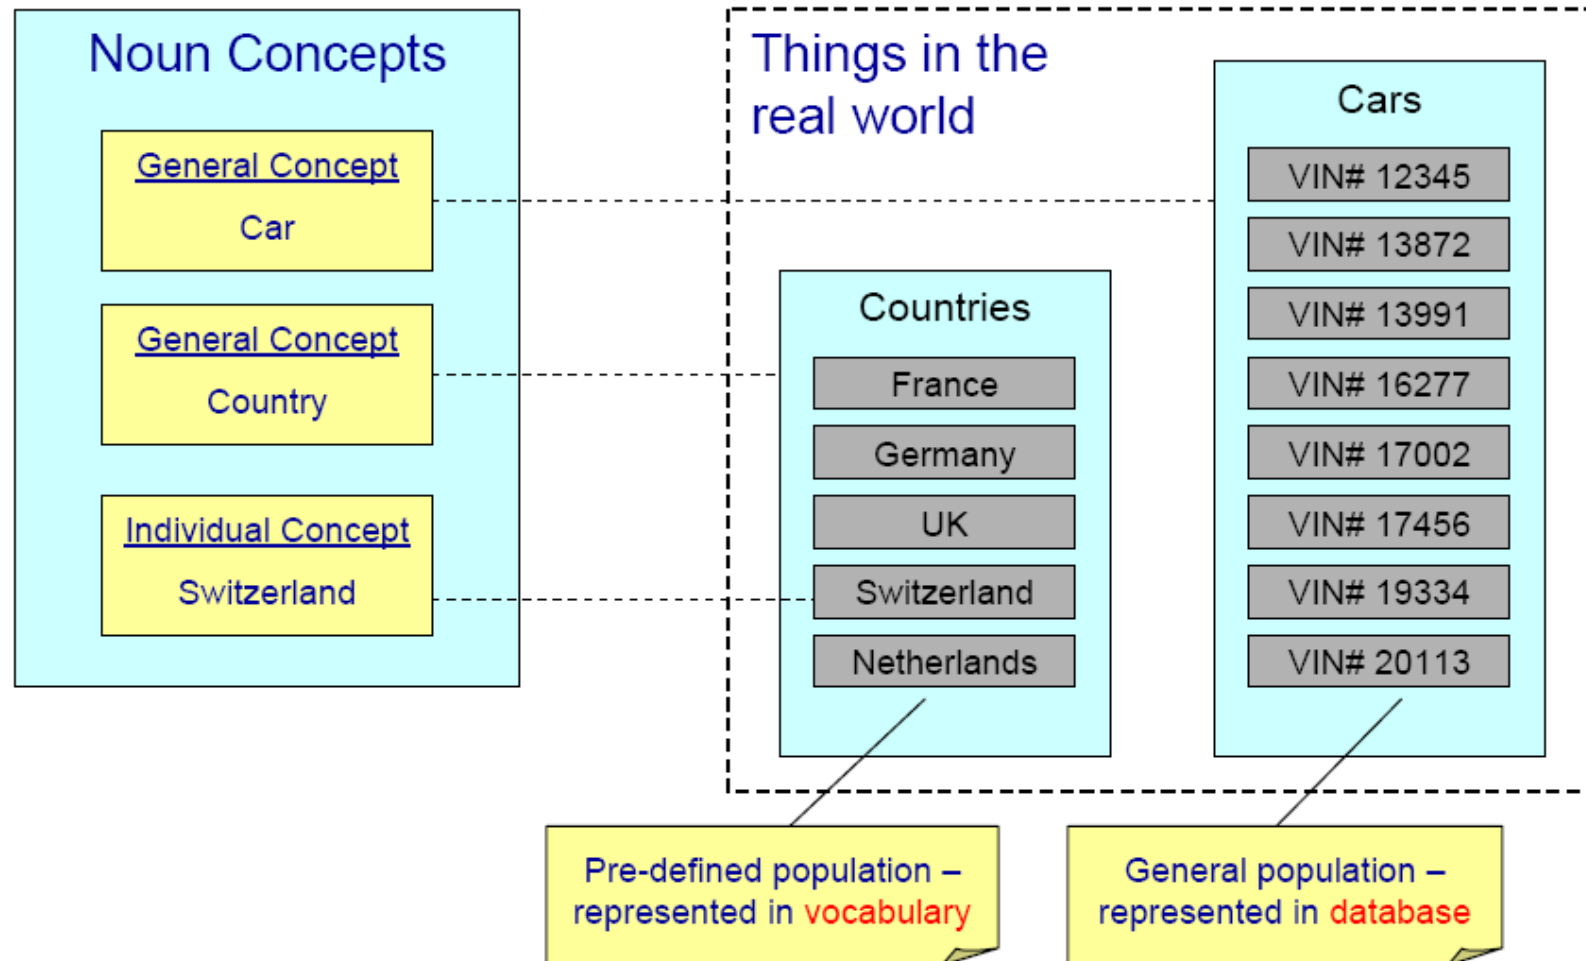 Noun Concepts
General Concept
Car
General Concept
Country
Individual Concept
Switzerland
Things in the
real world
Countries
France
Germany
UK
Switzerland
Netherlands
Cars
VIN# 12345
VIN# 13872
VIN# 13991
VIN# 16277
VIN# 17002
VIN# 17456
VIN# 19334
VIN# 20113
Pre-defined population –
represented in vocabulary
General population –
represented in database